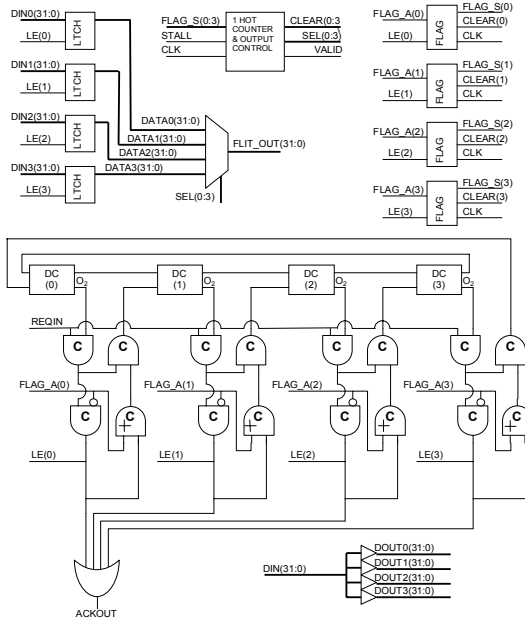 DIN0(31:0)
LE(0)
LTCH
DIN1(31:0)
LE(1)
LTCH
DIN2(31:0)
LE(2)
LTCH
DIN3(31:0)
LE(3)
LTCH
DATA0(31:0)
DATA1(31:0)
DATA2(31:0)
DATA3(31:0)
FLIT_OUT(31:0)
SEL(0:3)
FLAG_S(0:3)
STALL
CLK
1 HOT
COUNTER
& OUTPUT
CONTROL
CLEAR(0:3
SEL(0:3)
VALID
FLAG_A(0)
LE(0)
FLAG
FLAG_S(0)
CLEAR(0)
CLK
FLAG_A(1)
LE(1)
FLAG
FLAG_S(1)
CLEAR(1)
CLK
FLAG_A(2)
LE(2)
FLAG
FLAG_S(2)
CLEAR(2)
CLK
FLAG_A(3)
LE(3)
FLAG
FLAG_S(3)
CLEAR(3)
CLK
DC
(0)
O2
DC
(1)
O2
DC
(2)
O2
DC
(3)
O2
REQIN
C
C
C
C
C
C
C
C
FLAG_A(0)
C
C
+
FLAG_A(1)
C
C
+
FLAG_A(2)
C
C
+
FLAG_A(3)
C
C
+
LE(0)
LE(1)
LE(2)
LE(3)
ACKOUT
DIN(31:0)
DOUT0(31:0)
DOUT1(31:0)
DOUT2(31:0)
DOUT3(31:0)